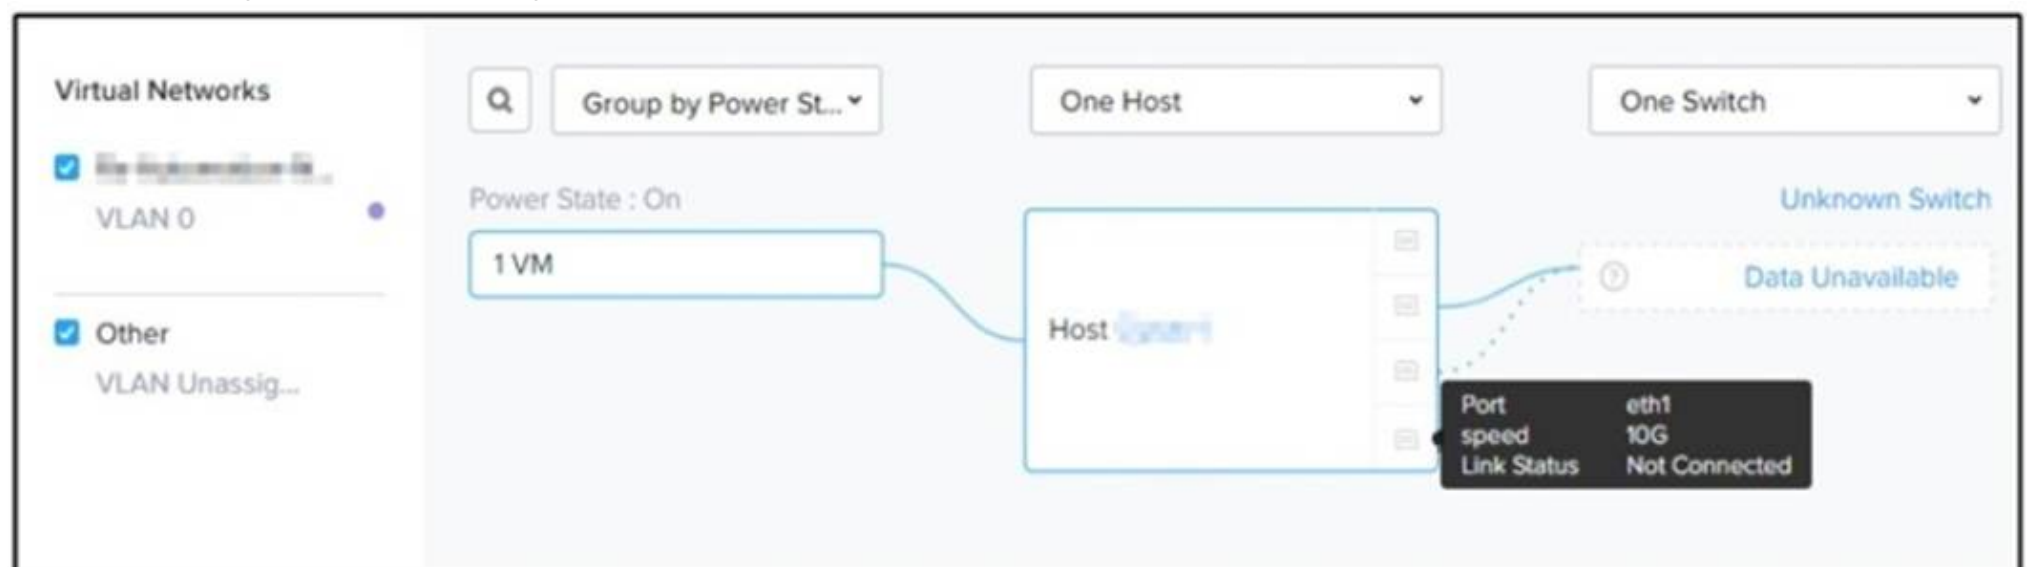 Virtual Networks
VLAN 0
Other
VLAN Unassig...
Group by Power St...
One Host
One Switch
Power State : On
1 VM
Host
Unknown Switch
Data Unavailable
Port eth1
speed 10G
Link Status Not Connected